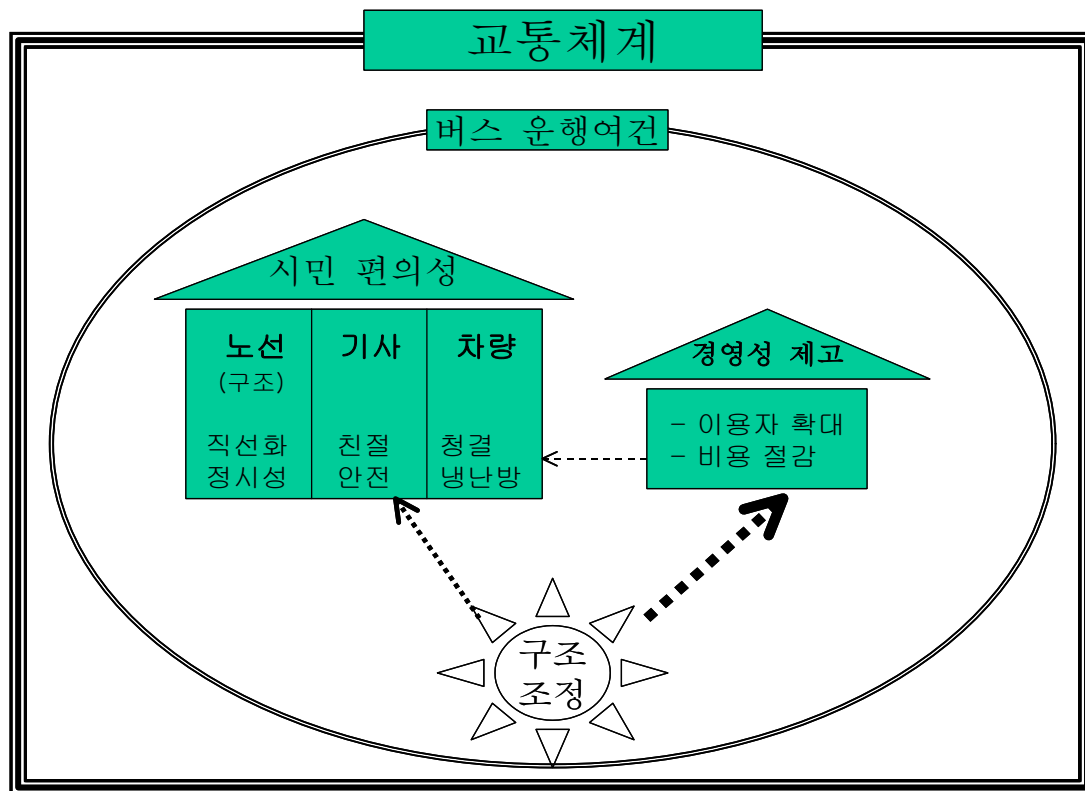 교통체계
버스 운행여건
시민 편의성
노선
(구조)
직선화
정시성
기사
친절
안전
차량
청결
냉난방
경영성 제고
- 이용자 확대
- 비용 절감
구조
조정